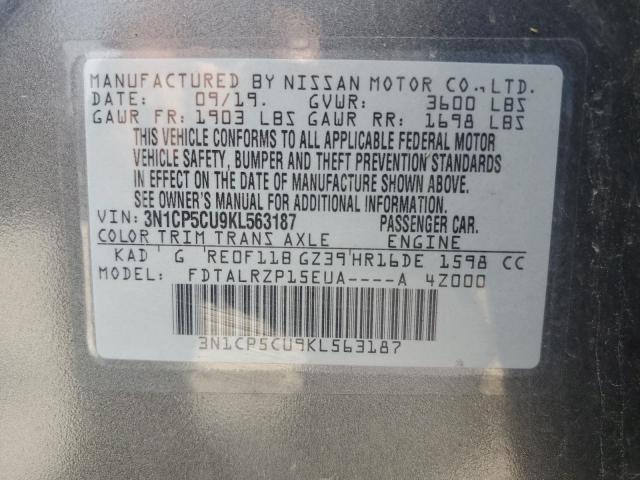 MANUFACTURED BY NISSAN MOTOR CO., LTD.
DATE: 09/19. GVWR: 3600 LBS
GAWR FR: 1903 LBS GAWR RR: 1698 LBS
THIS VEHICLE CONFORMS TO ALL APPLICABLE FEDERAL MOTOR
VEHICLE SAFETY, BUMPER AND THEFT PREVENTION STANDARDS
IN EFFECT ON THE DATE OF MANUFACTURE SHOWN ABOVE.
SEE OWNER'S MANUAL FOR ADDITIONAL INFORMATION.
VIN: 3N1CP5CU9KL563187 PASSENGER CAR.
COLOR TRIM TRANS AXLE ENGINE
KAD G RE0F11B GZ39 HR16DE 1598 CC
MODEL: FDTALRZP15EUA----A 4Z000
3N1CP5CU9KL563187